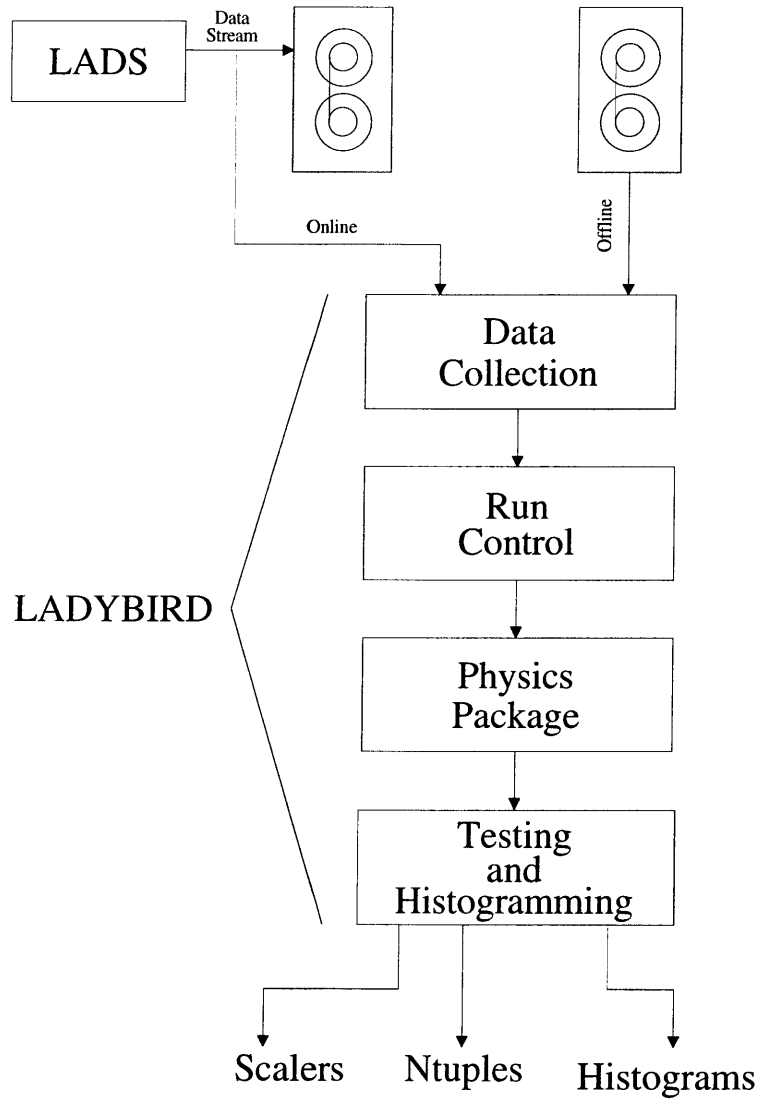 LADS
Data
Stream
Online
Offline
Data
Collection
Run
Control
LADYBIRD
Physics
Package
Testing
and
Histogramming
Scalers
Ntuples
Histograms